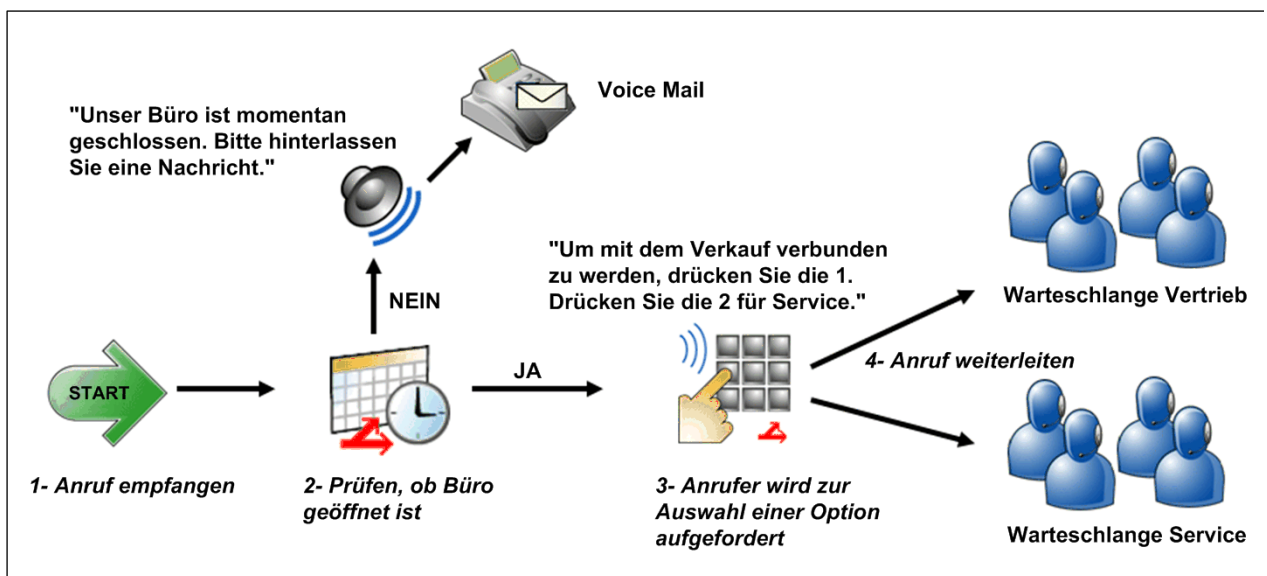 Voice Mail
"Unser Büro ist momentan
geschlossen. Bitte hinterlassen
Sie eine Nachricht."
"Um mit dem Verkauf verbunden
zu werden, drücken Sie die 1.
Drücken Sie die 2 für Service."
NEIN
Warteschlange Vertrieb
START
JA
4- Anruf weiterleiten
1- Anruf empfangen
2- Prüfen, ob Büro
geöffnet ist
3- Anrufer wird zur
Auswahl einer Option
aufgefordert
Warteschlange Service